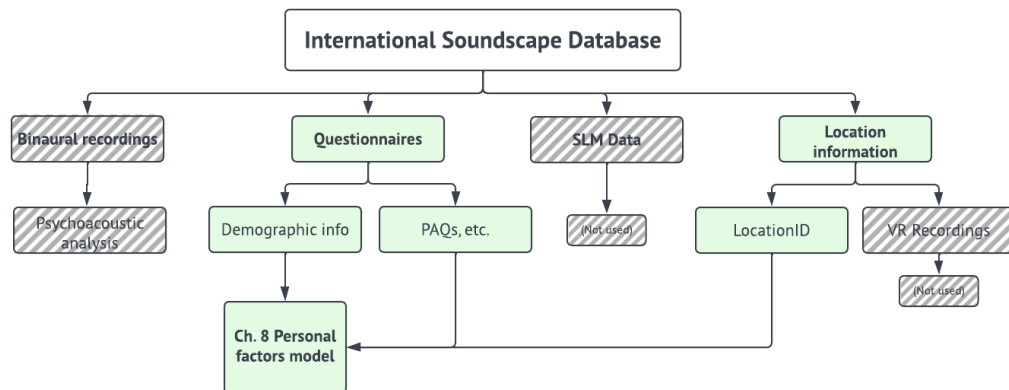 International Soundscape Database
Binaural recordings
Questionnaires
SLM Data
Location
information
Psychoacoustic
analysis
Demographic info
PAQs, etc.
(Not used)
LocationID
VR Recordings
(Not used)
Ch. 8 Personal
factors model